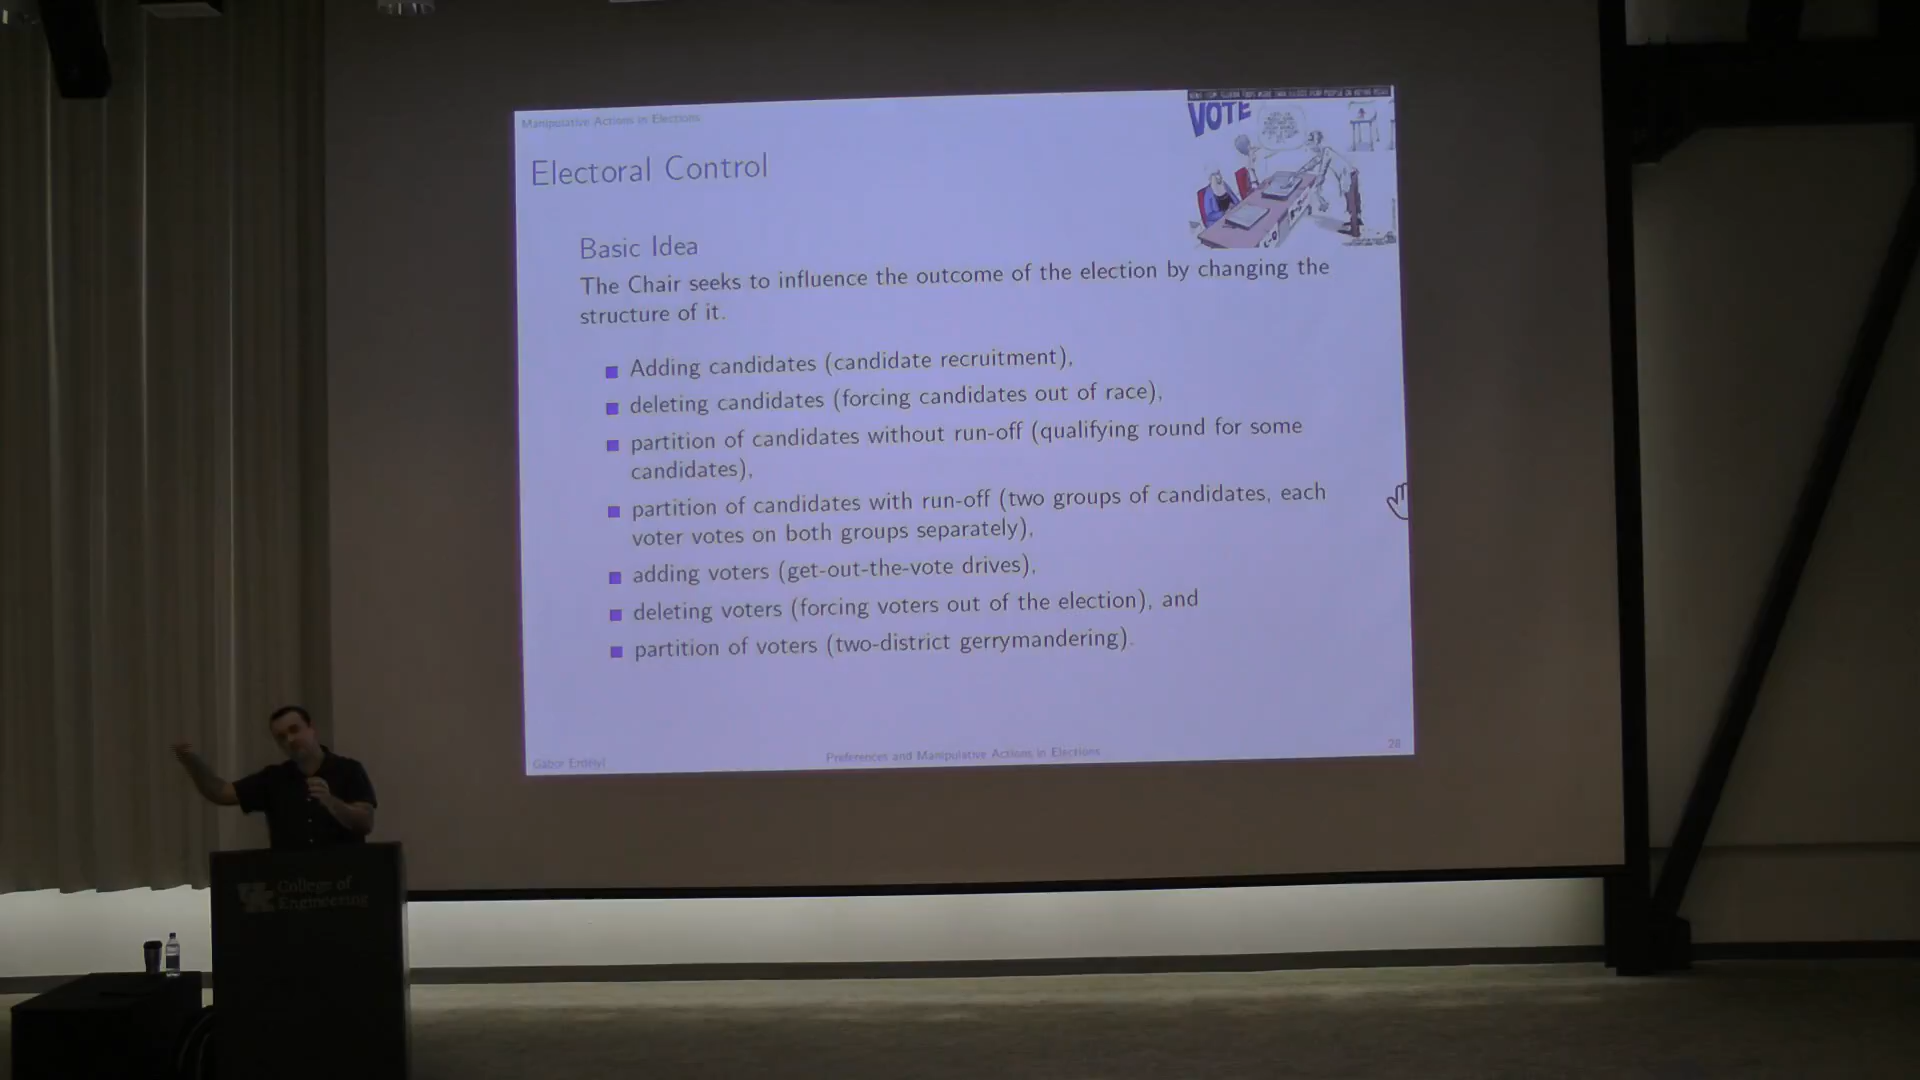 Manipulative Actions in Elections
VOTE
Electoral Control
Basic Idea
The Chair seeks to influence the outcome of the election by changing the
structure of it.
Adding candidates (candidate recruitment),
deleting candidates (forcing candidates out of race),
partition of candidates without run-off (qualifying round for some
candidates),
partition of candidates with run-off (two groups of candidates, each
voter votes on both groups separately),
adding voters (get-out-the-vote drives),
deleting voters (forcing voters out of the election), and
partition of voters (two-district gerrymandering).
Gábor Erdélyi
Preferences and Manipulative Actions in Elections
28
UK College of
Engineering